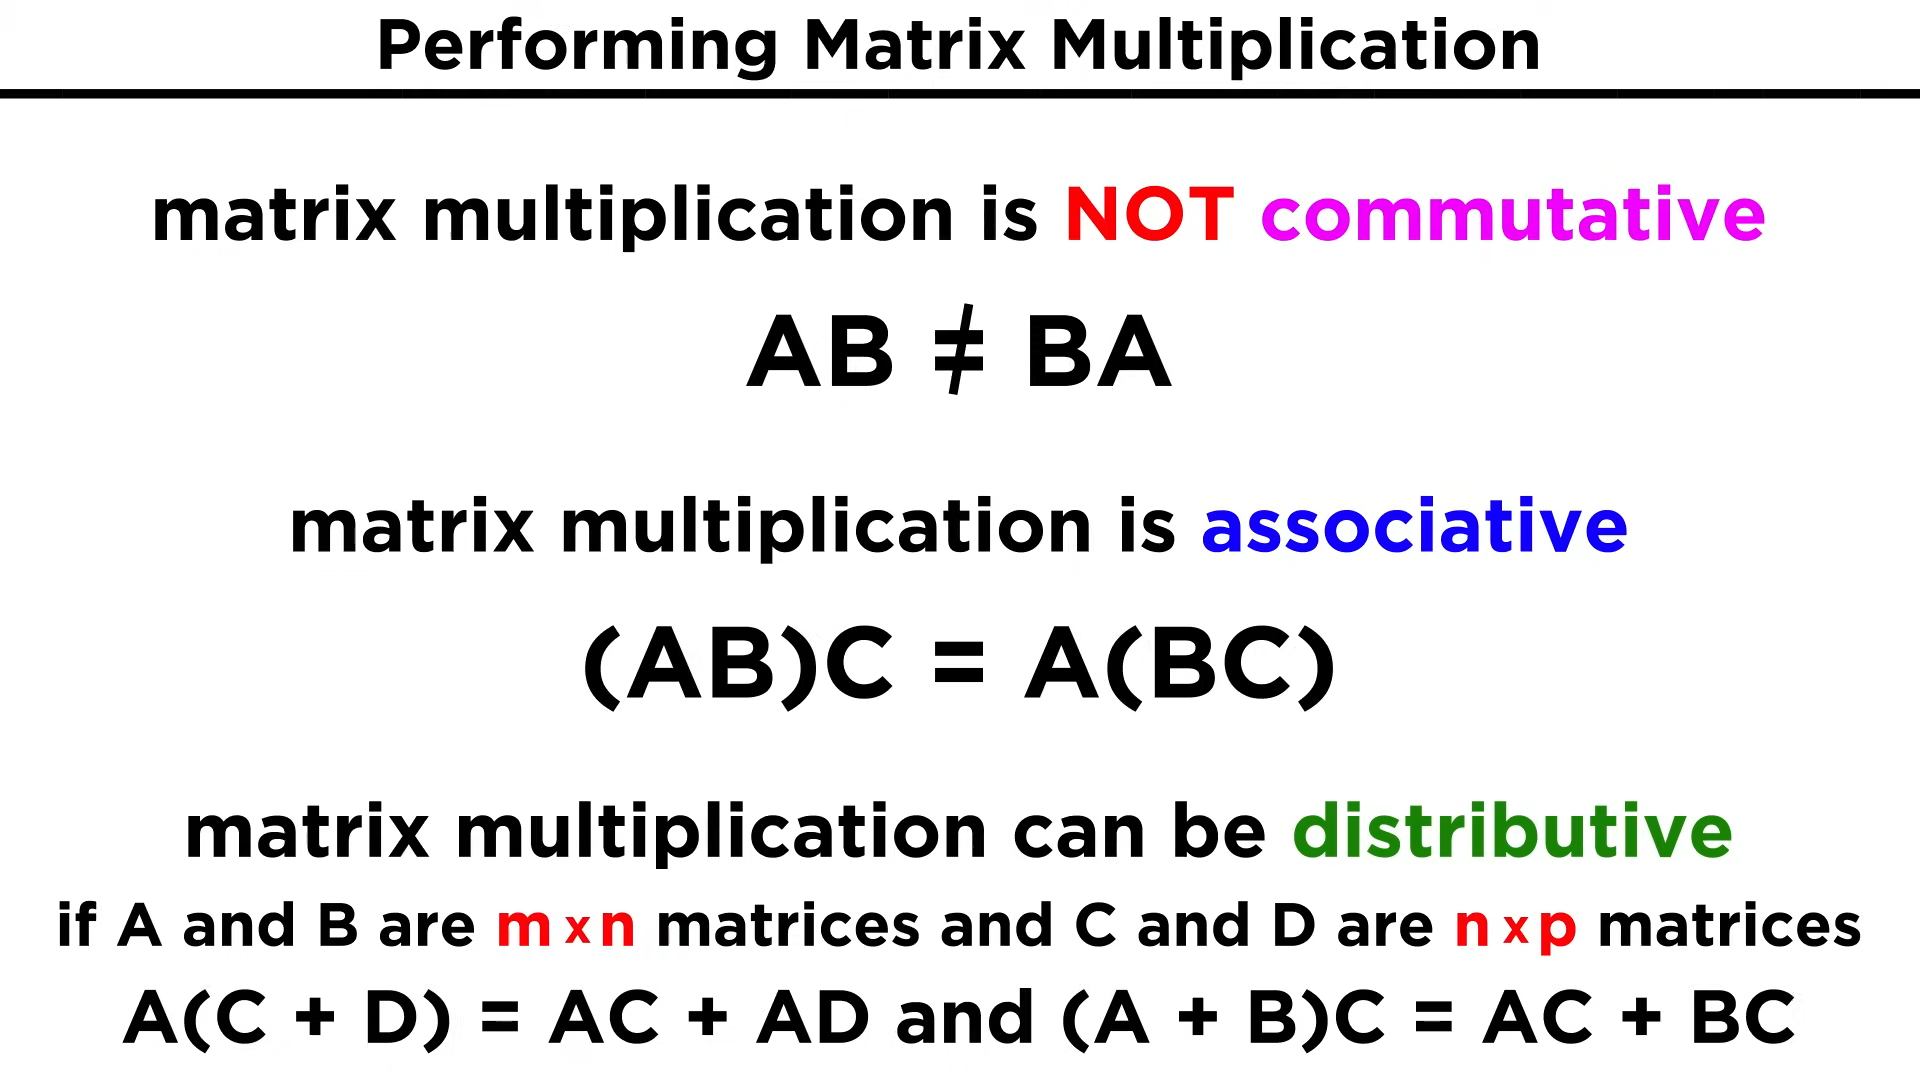 Performing Matrix Multiplication
matrix multiplication is NOT commutative
AB ≠ BA
matrix multiplication is associative
(AB)C = A(BC)
matrix multiplication can be distributive
if A and B are m x n matrices and C and D are n x p matrices
A(C + D) = AC + AD and (A + B)C = AC + BC